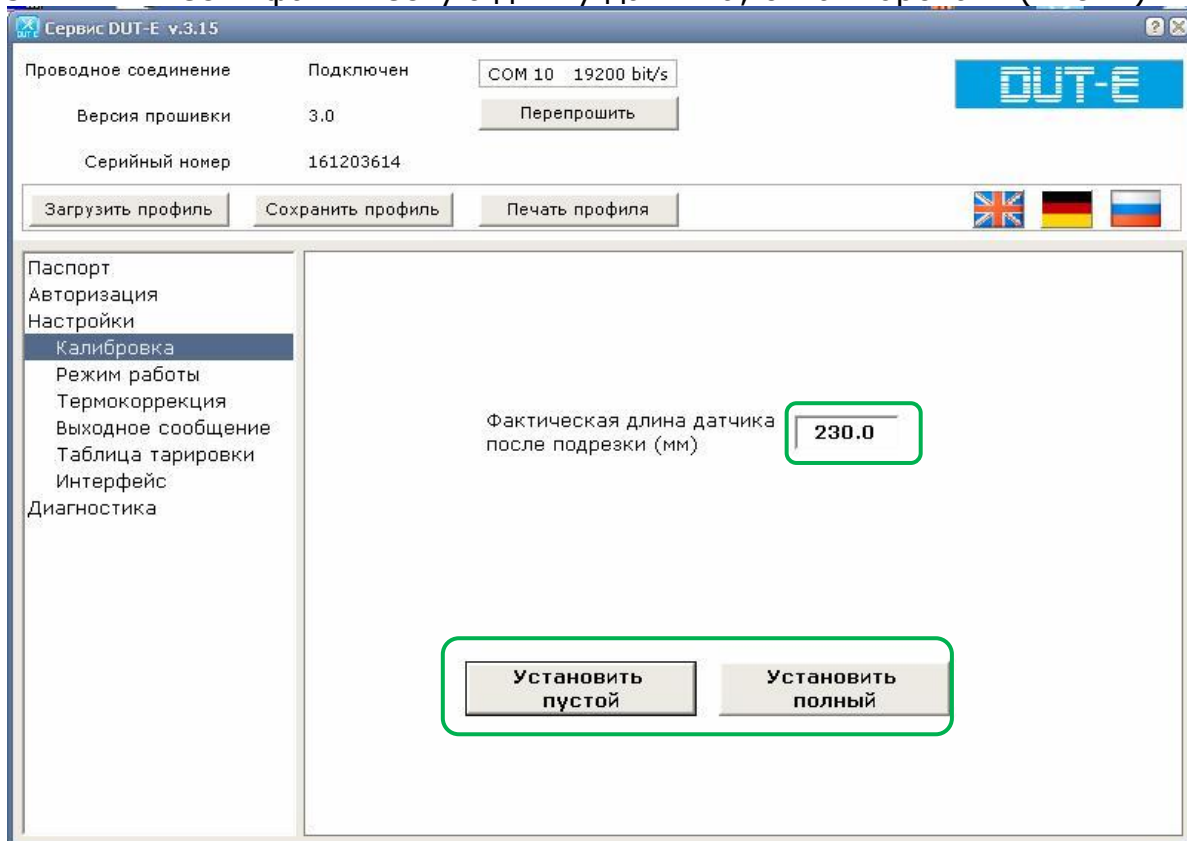 Сервис DUT-E v.3.15
Проводное соединение Подключен COM 10 19200 bit/s
DUT-E
Версия прошивки 3.0 Перепрошить
Серийный номер 161203614
Загрузить профиль Сохранить профиль Печать профиля
Паспорт
Авторизация
Настройки
Калибровка
Режим работы
Термокоррекция
Выходное сообщение
Таблица тарировки
Интерфейс
Диагностика
Фактическая длина датчика
после подрезки (мм)
230.0
Установить
пустой
Установить
полный